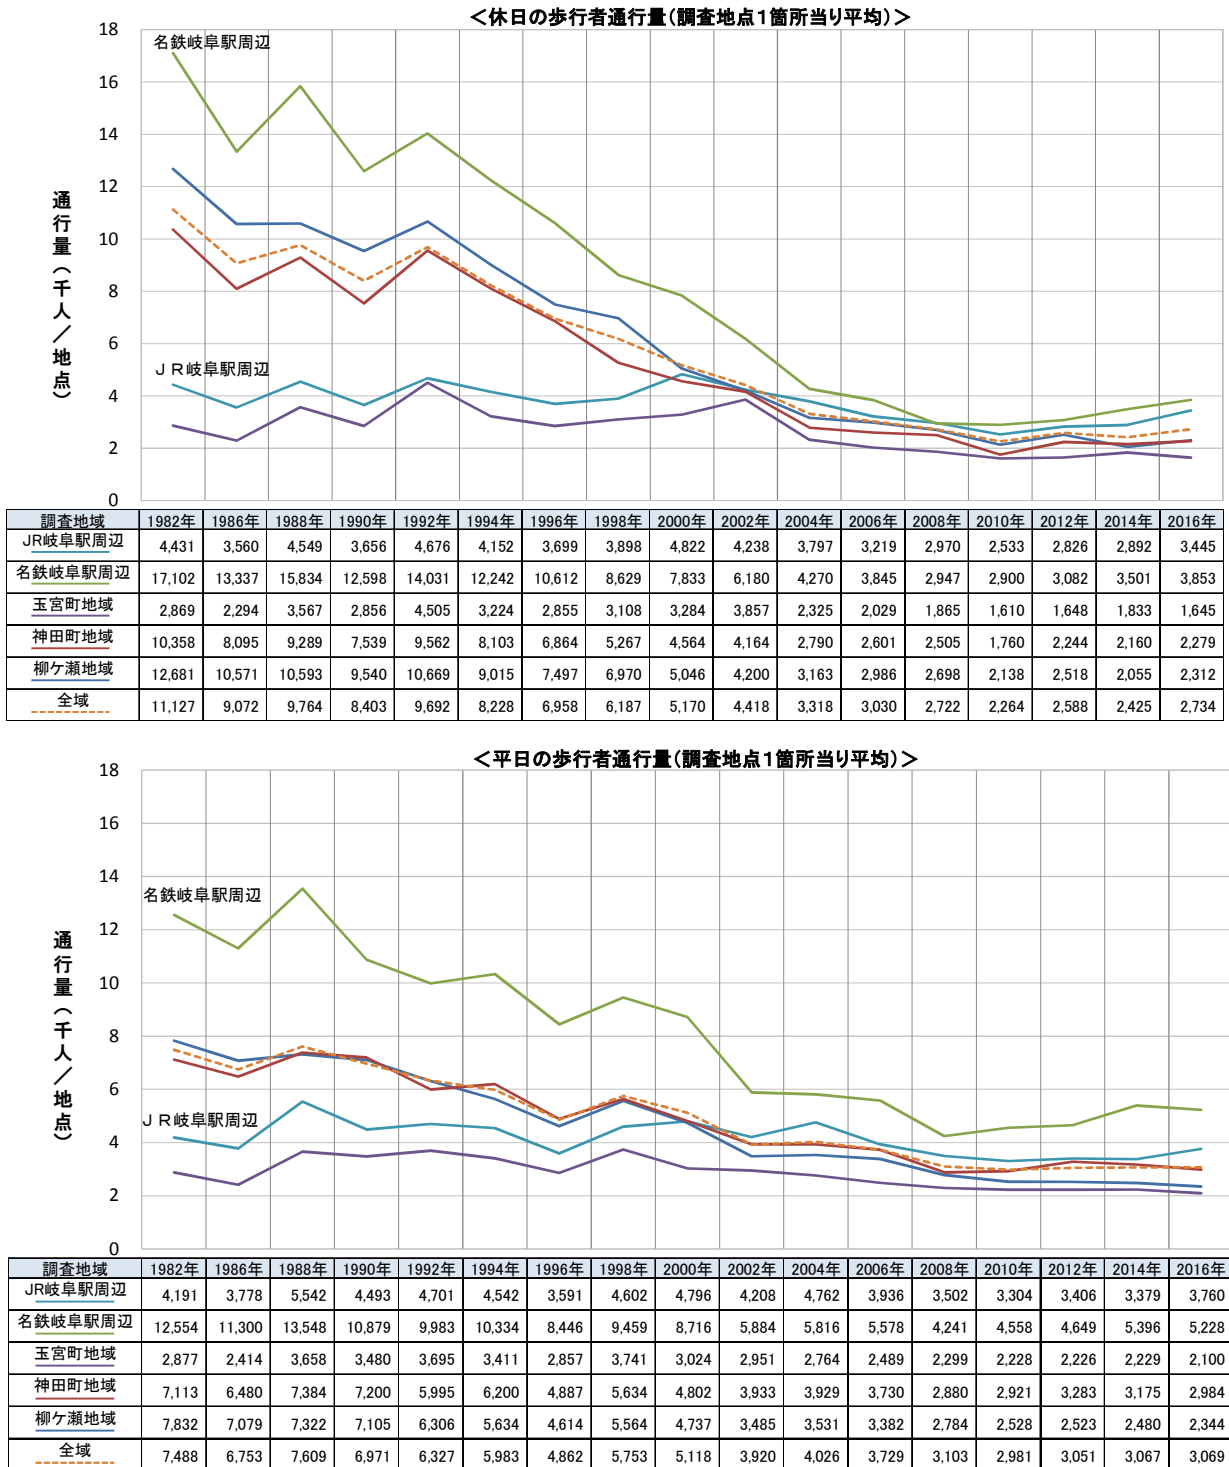 ＜休日の歩行者通行量(調査地点１箇所当り平均)＞
18
16
14
12
10
8
6
4
2
0
通行量（千人／地点）
名鉄岐阜駅周辺
ＪＲ岐阜駅周辺
調査地域 1982年 1986年 1988年 1990年 1992年 1994年 1996年 1998年 2000年 2002年 2004年 2006年 2008年 2010年 2012年 2014年 2016年
JR岐阜駅周辺 4,431 3,560 4,549 3,656 4,676 4,152 3,699 3,898 4,822 4,238 3,797 3,219 2,970 2,533 2,826 2,892 3,445
名鉄岐阜駅周辺 17,102 13,337 15,834 12,598 14,031 12,242 10,612 8,629 7,833 6,180 4,270 3,845 2,947 2,900 3,082 3,501 3,853
玉宮町地域 2,869 2,294 3,567 2,856 4,505 3,224 2,855 3,108 3,284 3,857 2,325 2,029 1,865 1,610 1,648 1,833 1,645
神田町地域 10,358 8,095 9,289 7,539 9,562 8,103 6,864 5,267 4,564 4,164 2,790 2,601 2,505 1,760 2,244 2,160 2,279
柳ケ瀬地域 12,681 10,571 10,593 9,540 10,669 9,015 7,497 6,970 5,046 4,200 3,163 2,986 2,698 2,138 2,518 2,055 2,312
全域 11,127 9,072 9,764 8,403 9,692 8,228 6,958 6,187 5,170 4,418 3,318 3,030 2,722 2,264 2,588 2,425 2,734
＜平日の歩行者通行量(調査地点１箇所当り平均)＞
18
16
14
12
10
8
6
4
2
0
通行量（千人／地点）
名鉄岐阜駅周辺
ＪＲ岐阜駅周辺
調査地域 1982年 1986年 1988年 1990年 1992年 1994年 1996年 1998年 2000年 2002年 2004年 2006年 2008年 2010年 2012年 2014年 2016年
JR岐阜駅周辺 4,191 3,778 5,542 4,493 4,701 4,542 3,591 4,602 4,796 4,208 4,762 3,936 3,502 3,304 3,406 3,379 3,760
名鉄岐阜駅周辺 12,554 11,300 13,548 10,879 9,983 10,334 8,446 9,459 8,716 5,884 5,816 5,578 4,241 4,558 4,649 5,396 5,228
玉宮町地域 2,877 2,414 3,658 3,480 3,695 3,411 2,857 3,741 3,024 2,951 2,764 2,489 2,299 2,228 2,226 2,229 2,100
神田町地域 7,113 6,480 7,384 7,200 5,995 6,200 4,887 5,634 4,802 3,933 3,929 3,730 2,880 2,921 3,283 3,175 2,984
柳ケ瀬地域 7,832 7,079 7,322 7,105 6,306 5,634 4,614 5,564 4,737 3,485 3,531 3,382 2,784 2,528 2,523 2,480 2,344
全域 7,488 6,753 7,609 6,971 6,327 5,983 4,862 5,753 5,118 3,920 4,026 3,729 3,103 2,981 3,051 3,067 3,069